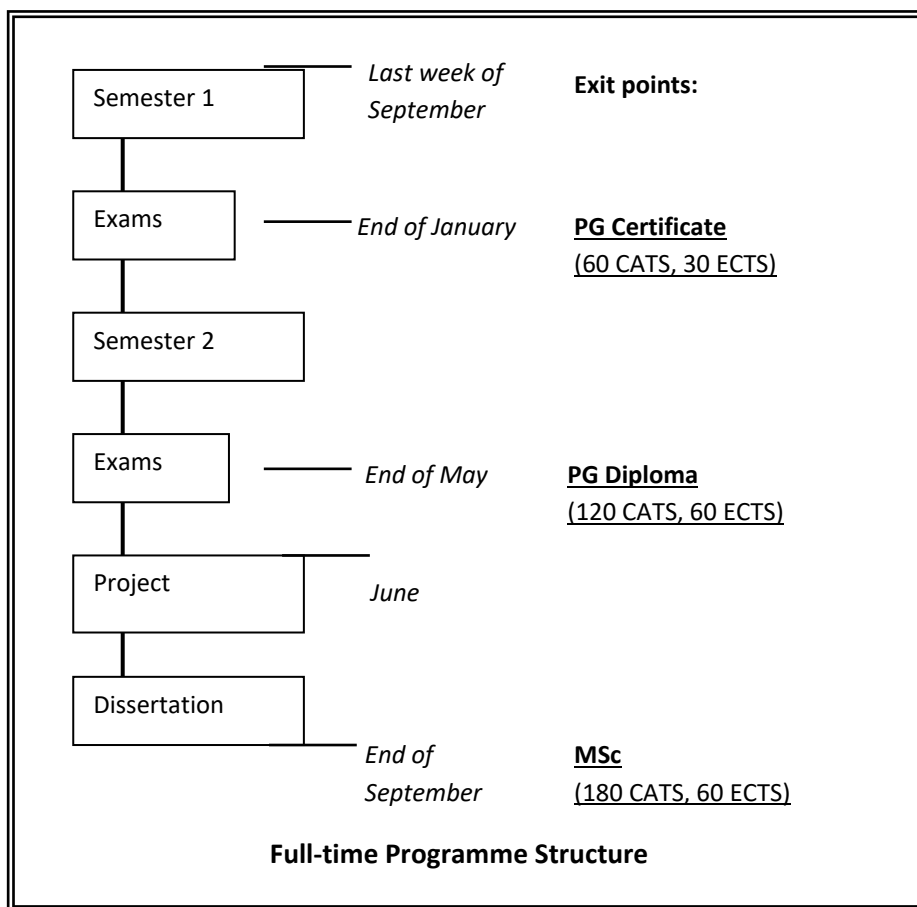 Semester 1
Last week of
September
Exit points:
Exams
End of January
PG Certificate
(60 CATS, 30 ECTS)
Semester 2
Exams
End of May
PG Diploma
(120 CATS, 60 ECTS)
Project
June
Dissertation
End of
September
MSc
(180 CATS, 60 ECTS)
Full-time Programme Structure